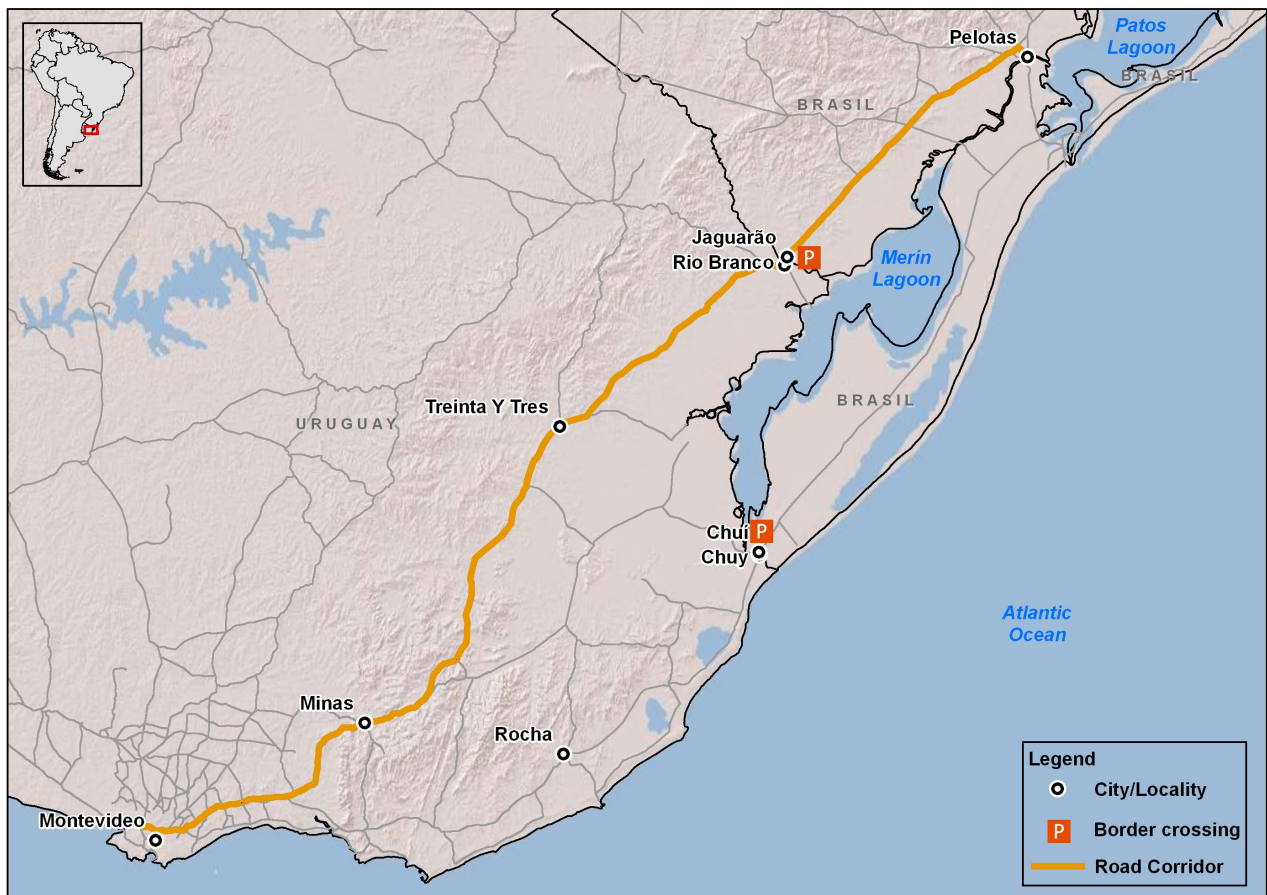 Patos
Lagoon
Pelotas
BRASIL
BRASIL
Jaguarão
P
Rio Branco
Merín
Lagoon
BRASIL
Treinta Y Tres
URUGUAY
P
Chuí
Chuy
Atlantic
Ocean
Minas
Rocha
Montevideo
Legend
City/Locality
P
Border crossing
Road Corridor